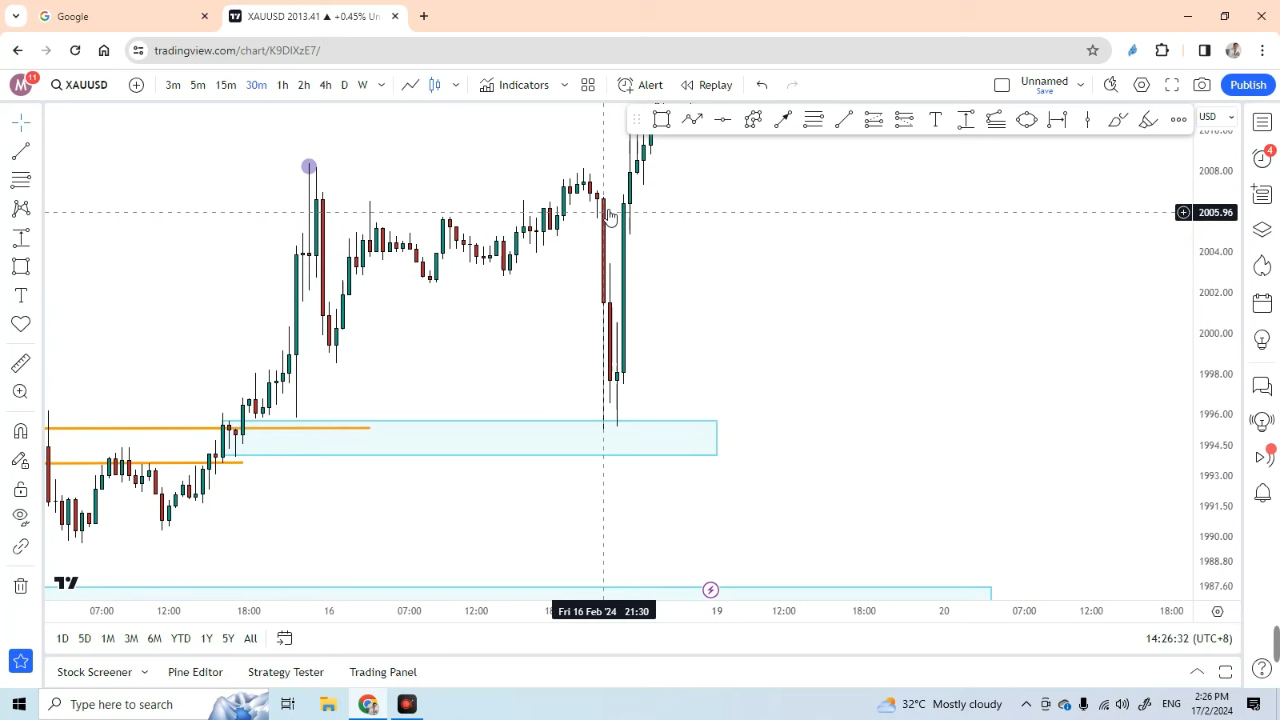 Google
XAUUSD 2013.41 ▲ +0.45% Un
tradingview.com/chart/K9DIXzE7/
M 11
XAUUSD
3m 5m 15m 30m 1h 2h 4h D W
Indicators
Alert
Replay
Unnamed
Save
Publish
USD
2008.00
2005.96
2004.00
2002.00
2000.00
1998.00
1996.00
1994.50
1993.00
1991.50
1990.00
1988.80
1987.60
4
07:00 12:00 18:00 16 07:00 12:00 Fri 16 Feb '24 21:30 19 12:00 18:00 20 07:00 12:00 18:00
1D 5D 1M 3M 6M YTD 1Y 5Y All
14:26:32 (UTC+8)
Stock Screener Pine Editor Strategy Tester Trading Panel
Type here to search
32°C Mostly cloudy
ENG
2:26 PM
17/2/2024